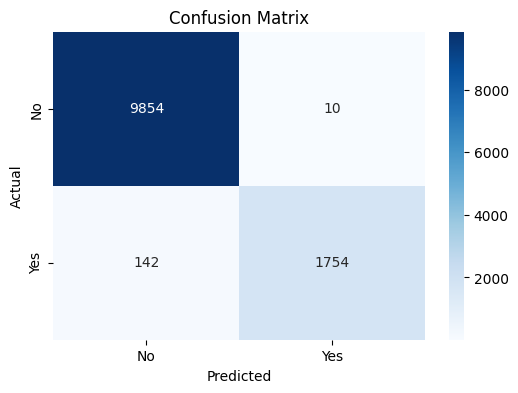 Confusion Matrix
No
9854
10
8000
6000
Actual
4000
Yes
142
1754
2000
No
Yes
Predicted